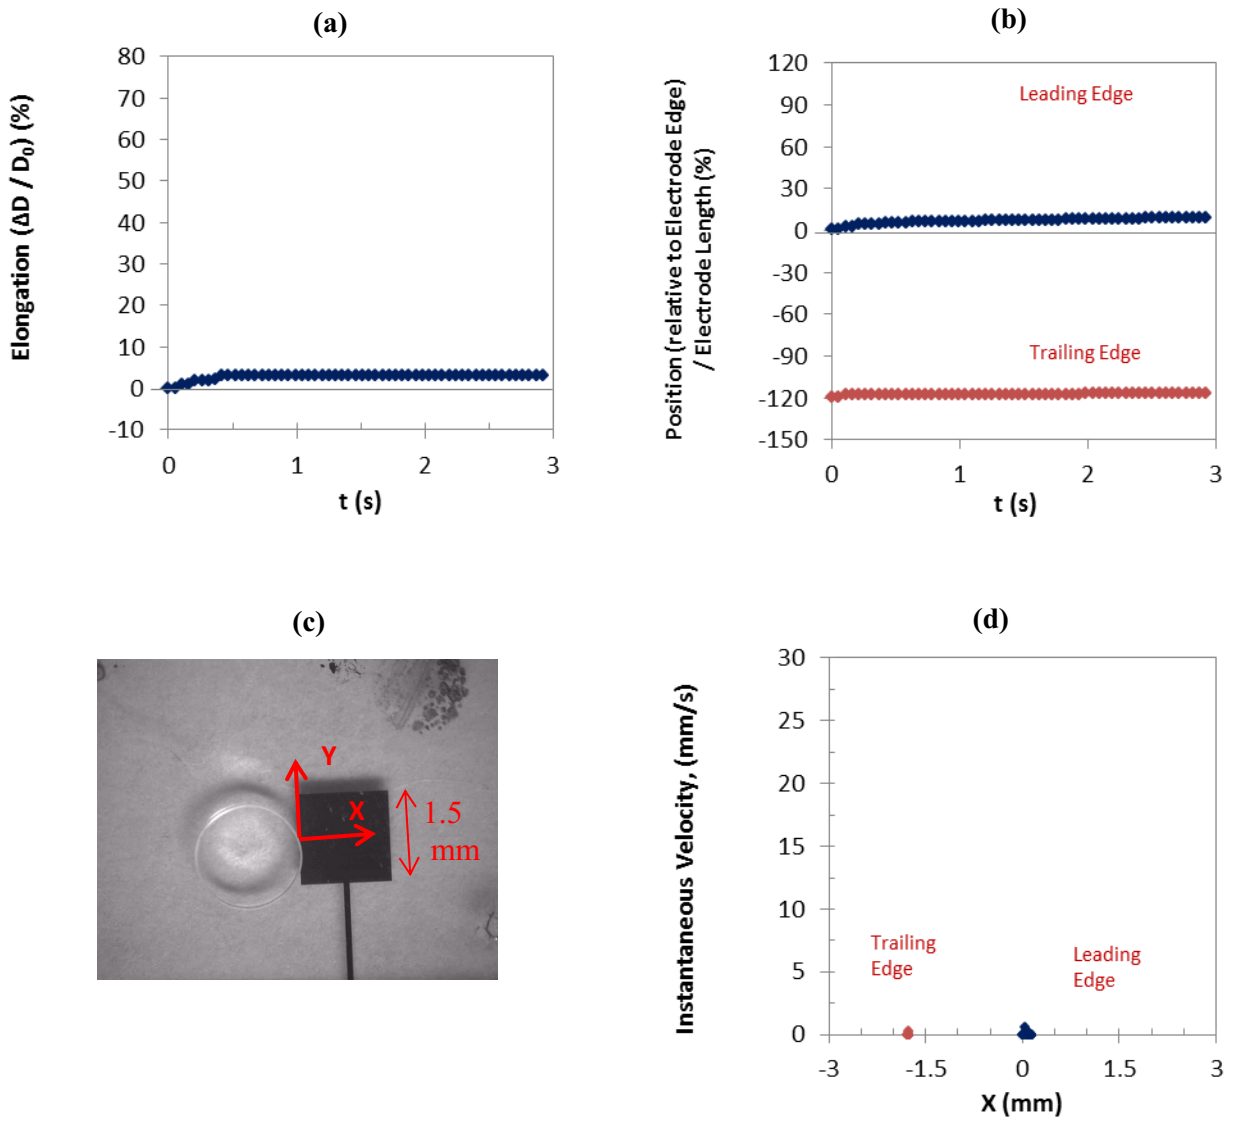 (a)
Elongation (ΔD / D₀) (%)
80
70
60
50
40
30
20
10
0
-10
0
1
2
3
t (s)
(b)
Position (relative to Electrode Edge)
/ Electrode Length (%)
120
90
60
30
0
-30
-60
-90
-120
-150
Leading Edge
Trailing Edge
0
1
2
3
t (s)
(c)
Y
X
1.5
mm
(d)
Instantaneous Velocity, (mm/s)
30
25
20
15
10
5
0
Trailing
Edge
Leading
Edge
-3
-1.5
0
1.5
3
X (mm)